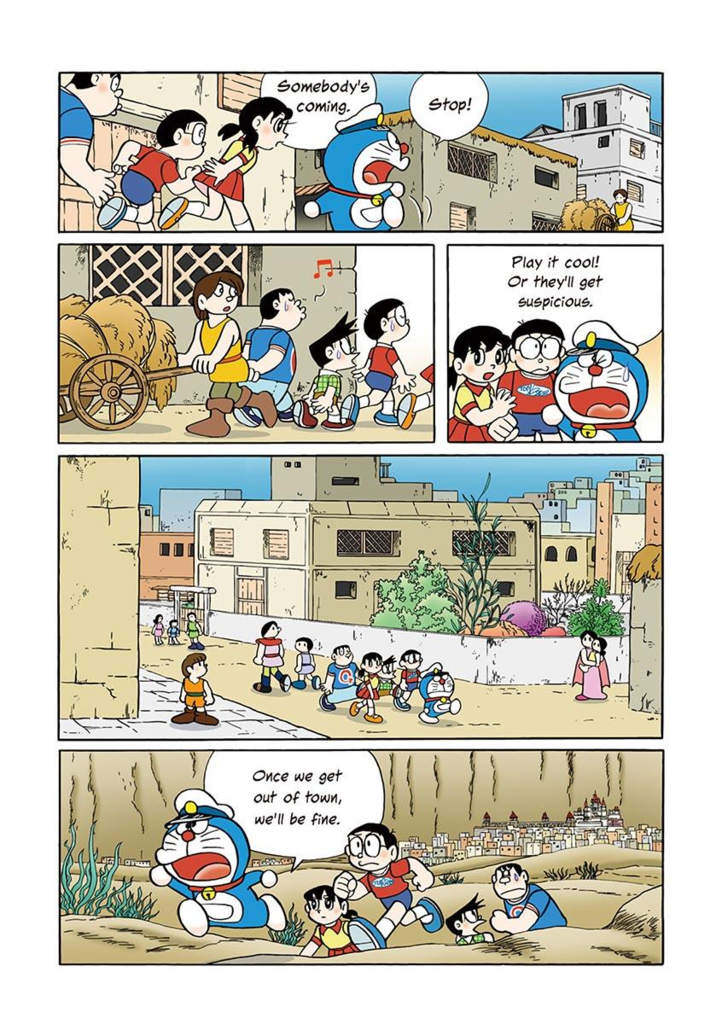 Somebody's
coming.
Stop!
Play it cool!
Or they'll get
suspicious.
Once we get
out of town,
we'll be fine.